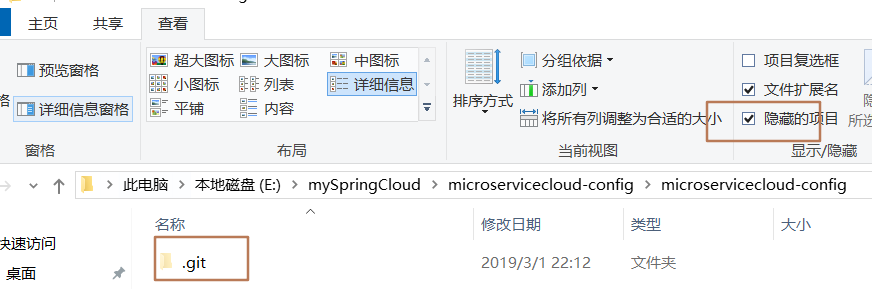 主页 共享 查看
预览窗格
详细信息窗格
窗格
超大图标 大图标 中图标
小图标 列表 详细信息
平铺 内容
布局
排序方式
分组依据
添加列
将所有列调整为合适的大小
当前视图
项目复选框
文件扩展名
隐藏的项目
所选
显示/隐藏
此电脑 本地磁盘 (E:) mySpringCloud microservicecloud-config microservicecloud-config
名称 修改日期 类型 大小
快速访问
桌面
.git 2019/3/1 22:12 文件夹